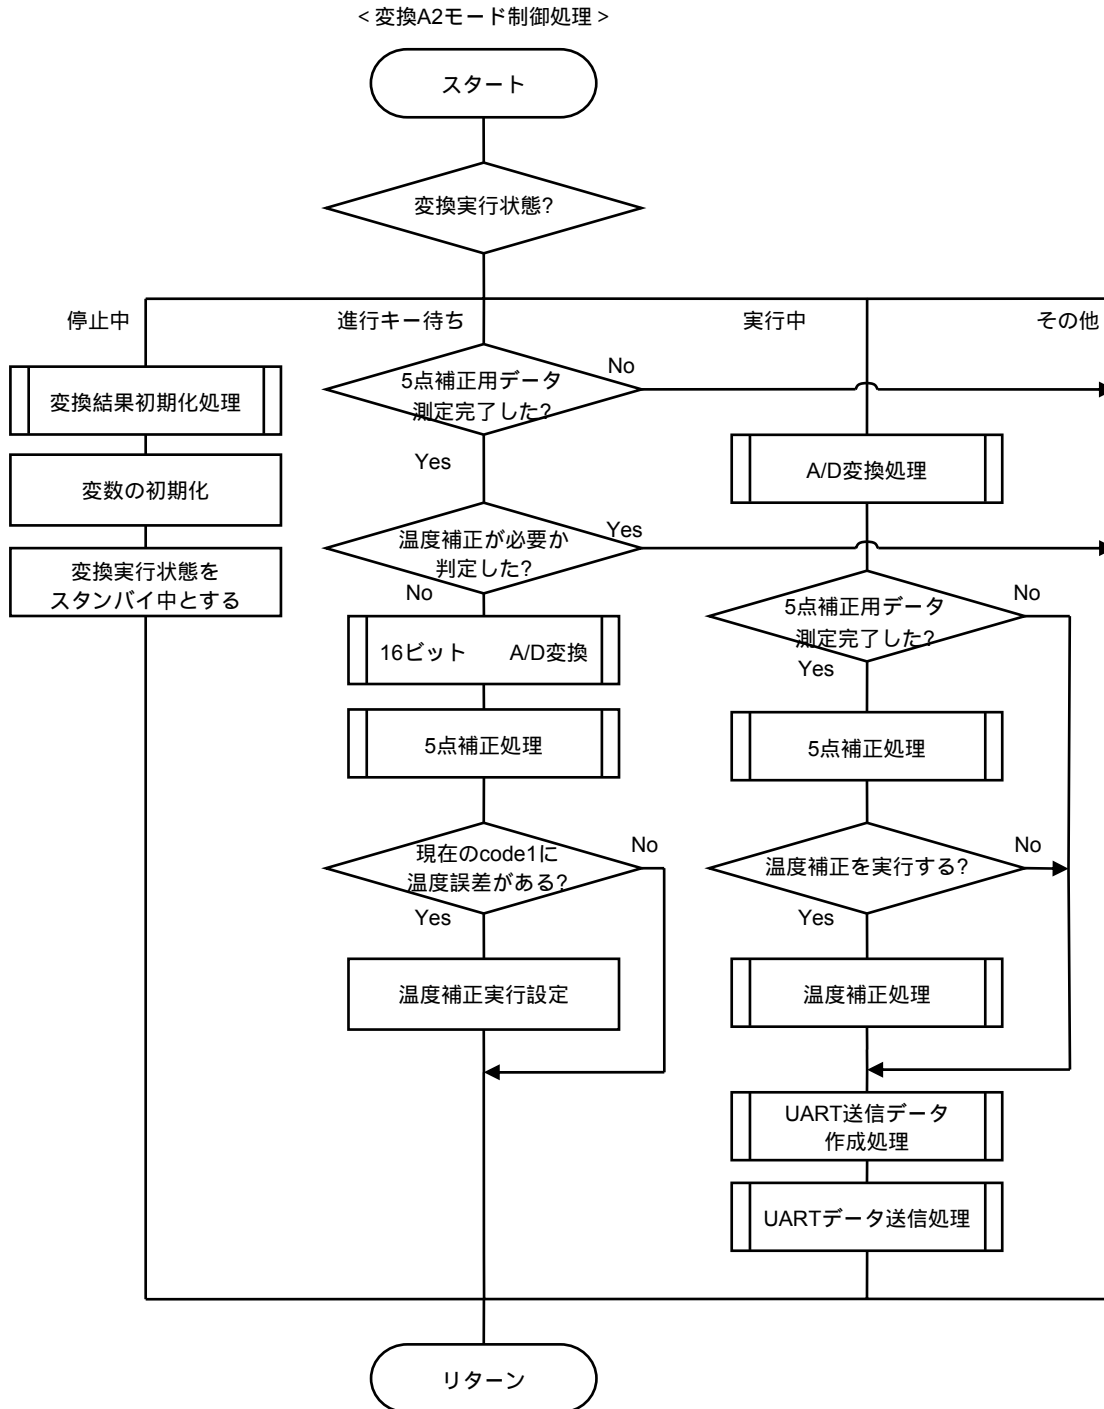 < 変換A2モード制御処理 >
スタート
変換実行状態?
停止中
進行キー待ち
実行中
その他
変換結果初期化処理
変数の初期化
変換実行状態を
スタンバイ中とする
5点補正用データ
測定完了した?
No
Yes
温度補正が必要か
判定した?
Yes
No
16ビット A/D変換
5点補正処理
現在のcode1に
温度誤差がある?
No
Yes
温度補正実行設定
A/D変換処理
5点補正用データ
測定完了した?
No
Yes
5点補正処理
温度補正を実行する?
No
Yes
温度補正処理
UART送信データ
作成処理
UARTデータ送信処理
リターン